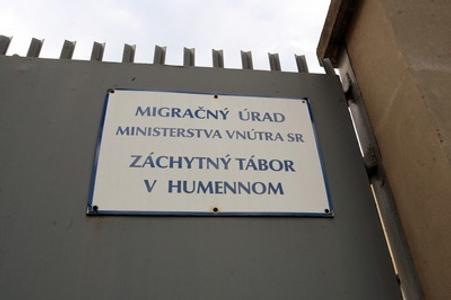 MIGRAČNÝ ÚRAD
MINISTERSTVA VNÚTRA SR
ZÁCHYTNÝ TÁBOR
V HUMENNOM